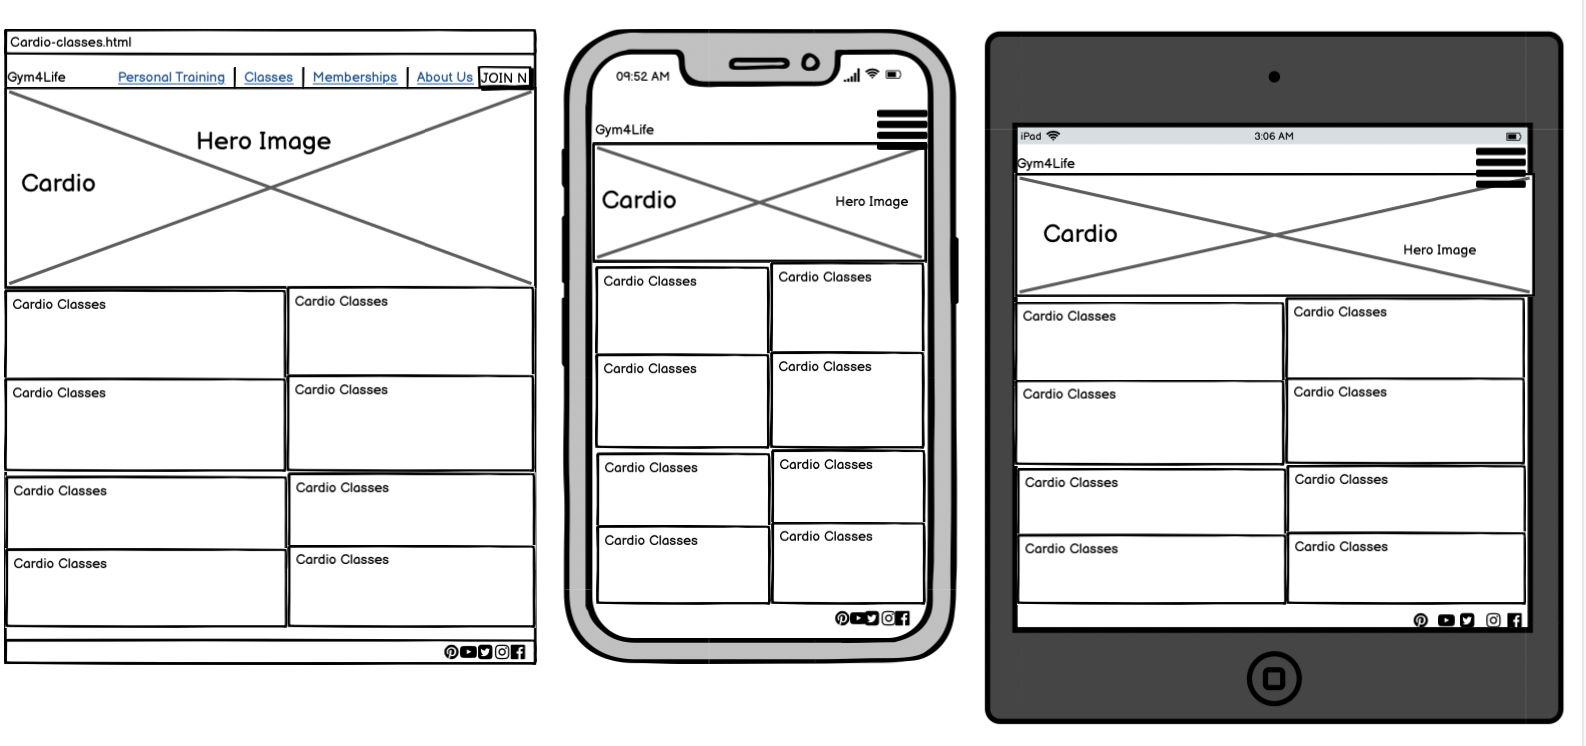 Cardio-classes.html
Gym4Life Personal Training Classes Memberships About Us JOIN N
Hero Image
Cardio
Cardio Classes
Cardio Classes
Cardio Classes
Cardio Classes
Cardio Classes
Cardio Classes
Cardio Classes
Cardio Classes
09:52 AM
Gym4Life
Cardio
Hero Image
Cardio Classes
Cardio Classes
Cardio Classes
Cardio Classes
Cardio Classes
Cardio Classes
Cardio Classes
Cardio Classes
iPad 3:06 AM
Gym4Life
Cardio
Hero Image
Cardio Classes
Cardio Classes
Cardio Classes
Cardio Classes
Cardio Classes
Cardio Classes
Cardio Classes
Cardio Classes